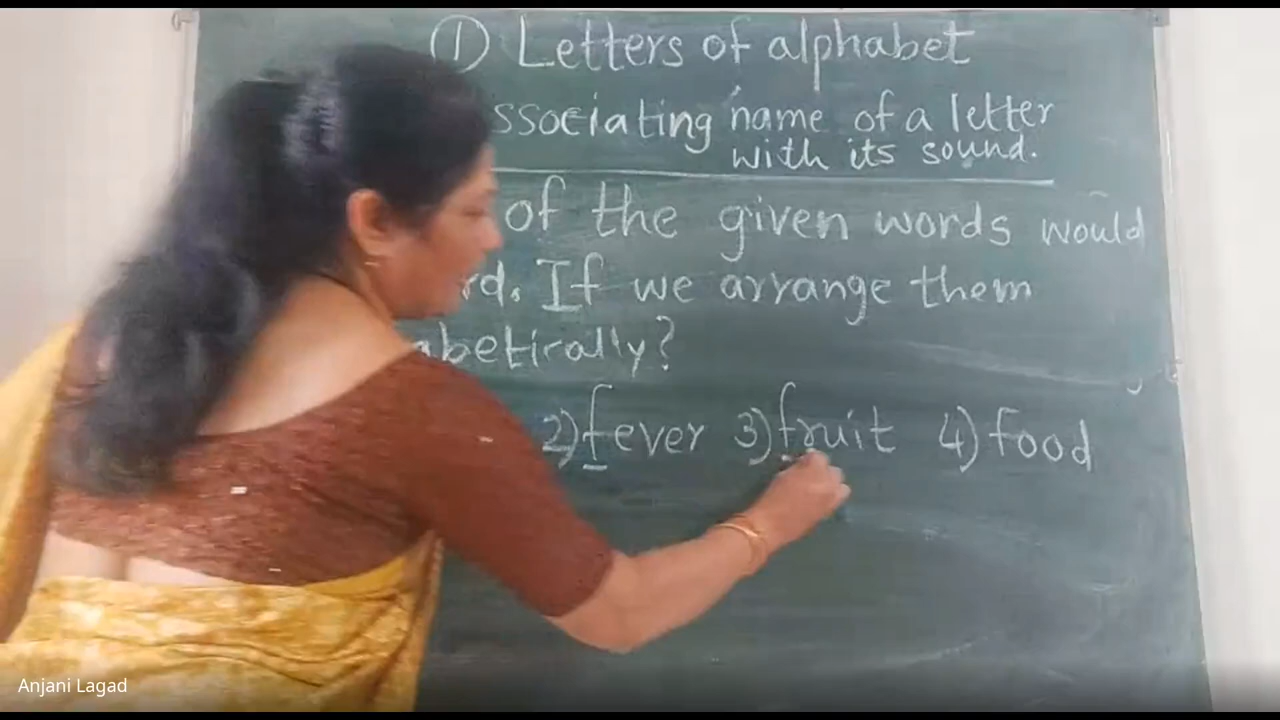 ① Letters of alphabet
ssociating name of a letter
with its sound.
of the given words would
rd. If we arrange them
abetically?
2) fever 3) fruit 4) food
Anjani Lagad